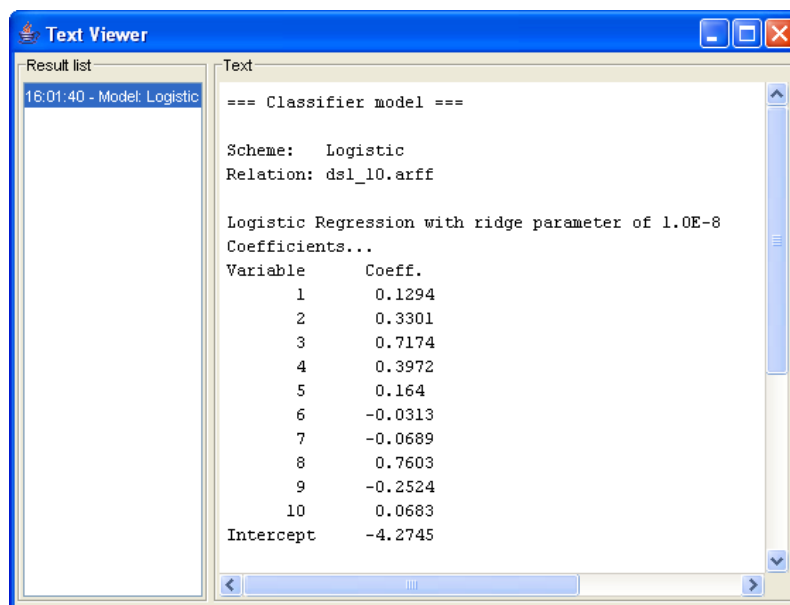 Text Viewer
Result list
16:01:40 - Model: Logistic
Text
=== Classifier model ===
Scheme:   Logistic
Relation: ds1_10.arff
Logistic Regression with ridge parameter of 1.0E-8
Coefficients...
Variable      Coeff.
1       0.1294
2       0.3301
3       0.7174
4       0.3972
5       0.164
6      -0.0313
7      -0.0689
8       0.7603
9      -0.2524
10       0.0683
Intercept     -4.2745